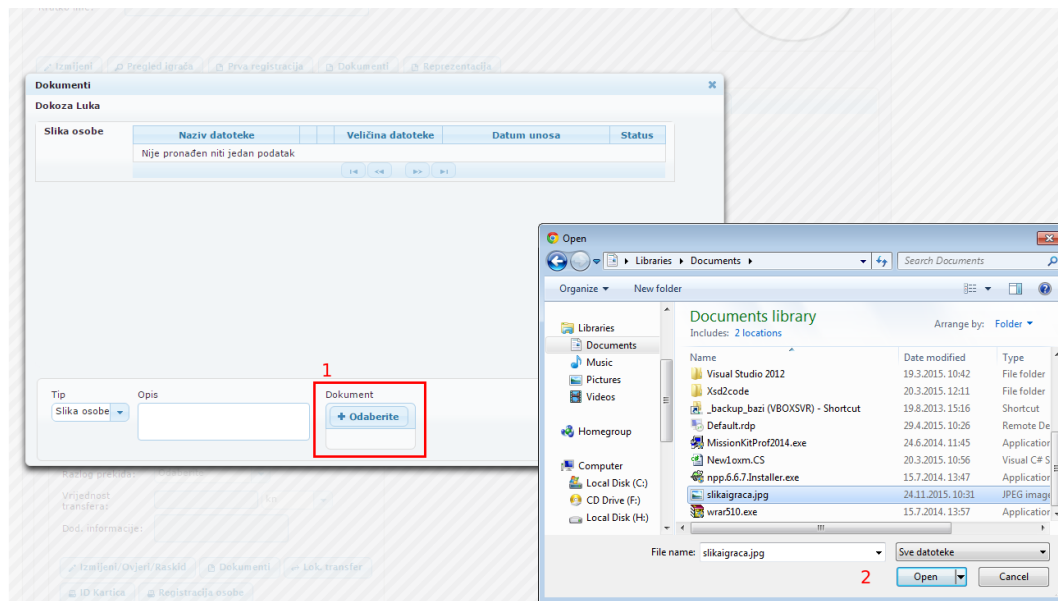 Izmijeni Pregled igrača Prva registracija Dokumenti Reprezentacija
Dokumenti
Dokoza Luka
Slika osobe
Naziv datoteke Veličina datoteke Datum unosa Status
Nije pronađen niti jedan podatak
1
Tip Opis Dokument
Slika osobe
+ Odaberite
Razlog prekida:
Vrijednost transfera: kn
Dod. informacije:
Izmijeni/Ovjeri/Raskid Dokumenti Lok. transfer
ID Kartica Registracija osobe
Open
Libraries Documents
Search Documents
Organize New folder
Libraries
Documents
Music
Pictures
Videos
Homegroup
Computer
Local Disk (C:)
CD Drive (F:)
Local Disk (H:)
Documents library
Includes: 2 locations
Arrange by: Folder
Name Date modified Type
Visual Studio 2012 19.3.2015. 10:42 File folder
Xsd2code 20.3.2015. 12:11 File folder
_backup_bazi (VBOXSVR) - Shortcut 19.8.2013. 15:16 Shortcut
Default.rdp 29.4.2015. 10:26 Remote De
MissionKitProf2014.exe 24.6.2014. 11:45 Application
New1oxm.CS 20.3.2015. 10:56 Visual C# S
npp.6.6.7.Installer.exe 15.7.2014. 13:47 Application
slikaigraca.jpg 24.11.2015. 10:31 JPEG image
wrar510.exe 15.7.2014. 13:57 Application
File name: slikaigraca.jpg Sve datoteke
2 Open Cancel